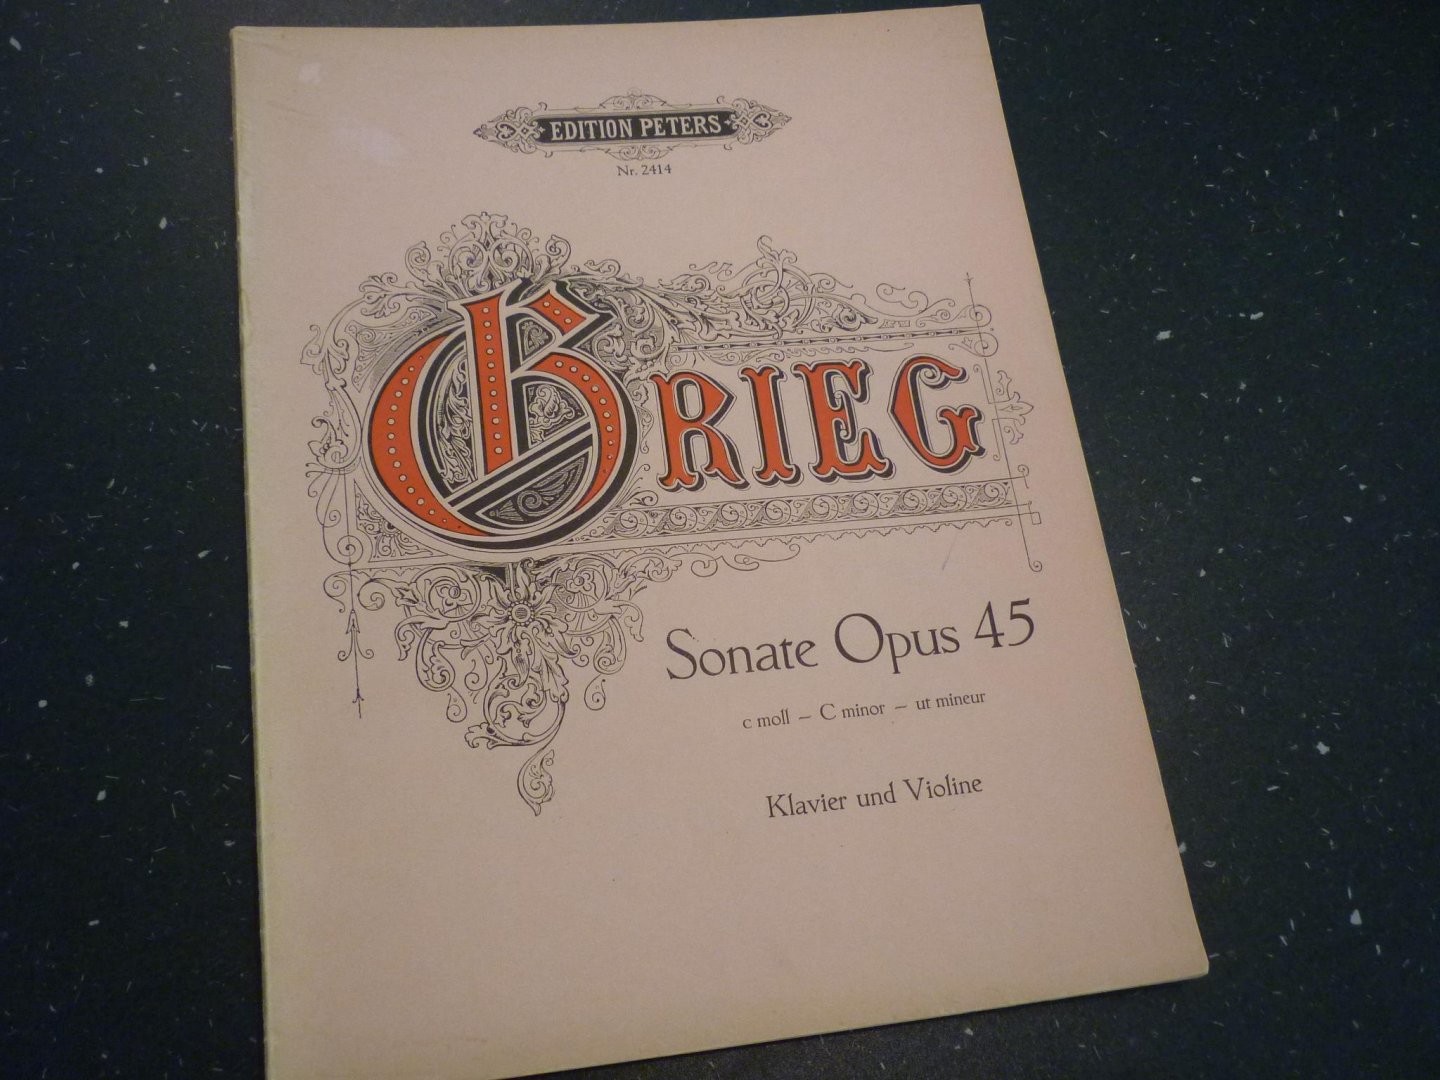 EDITION PETERS
Nr. 2414
GRIEG
Sonate Opus 45
c moll – C minor – ut mineur
Klavier und Violine